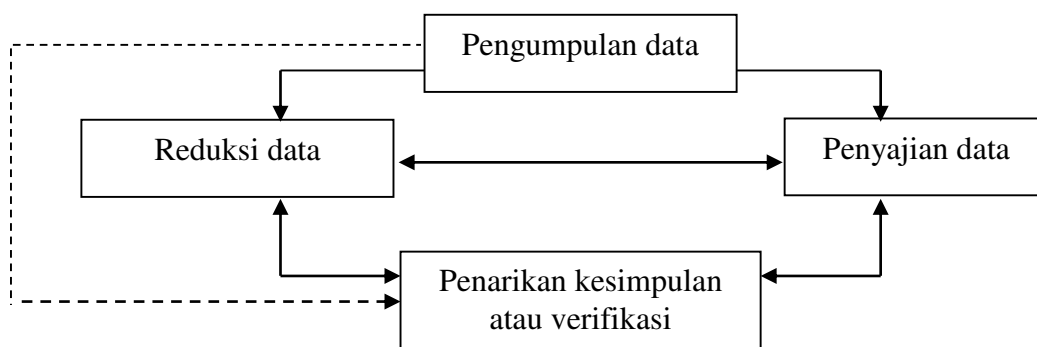 Pengumpulan data
Reduksi data
Penyajian data
Penarikan kesimpulan
atau verifikasi